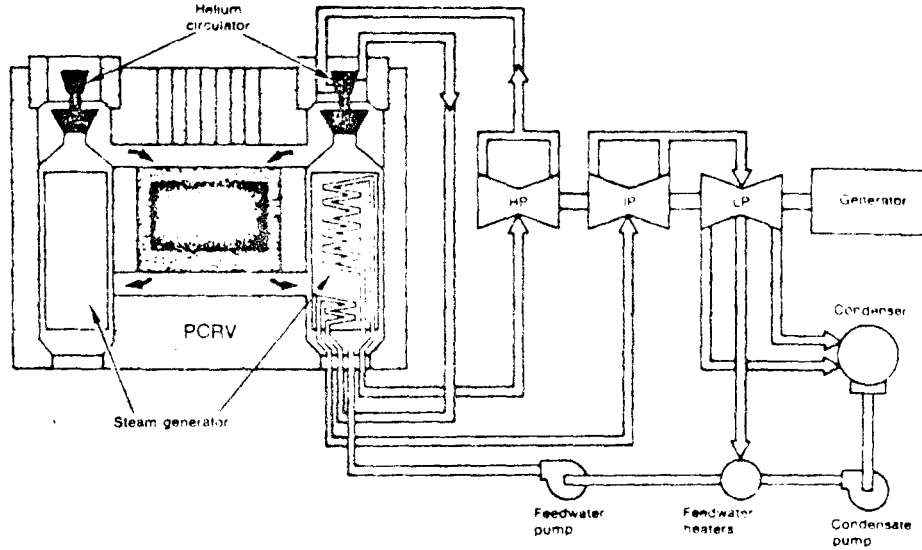 Helium
circulator
HP
IP
LP
Generator
PCRV
Condenser
Steam generator
Feedwater
pump
Feedwater
heaters
Condensate
pump